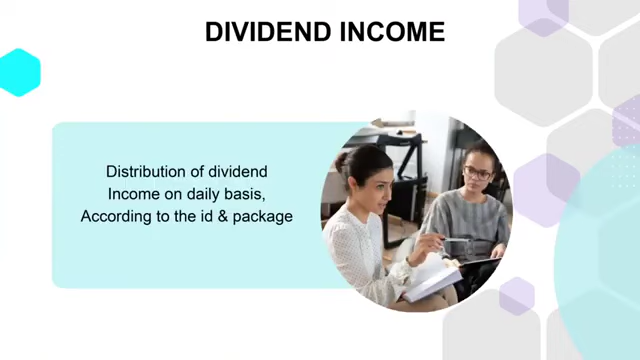 DIVIDEND INCOME
Distribution of dividend
Income on daily basis,
According to the id & package